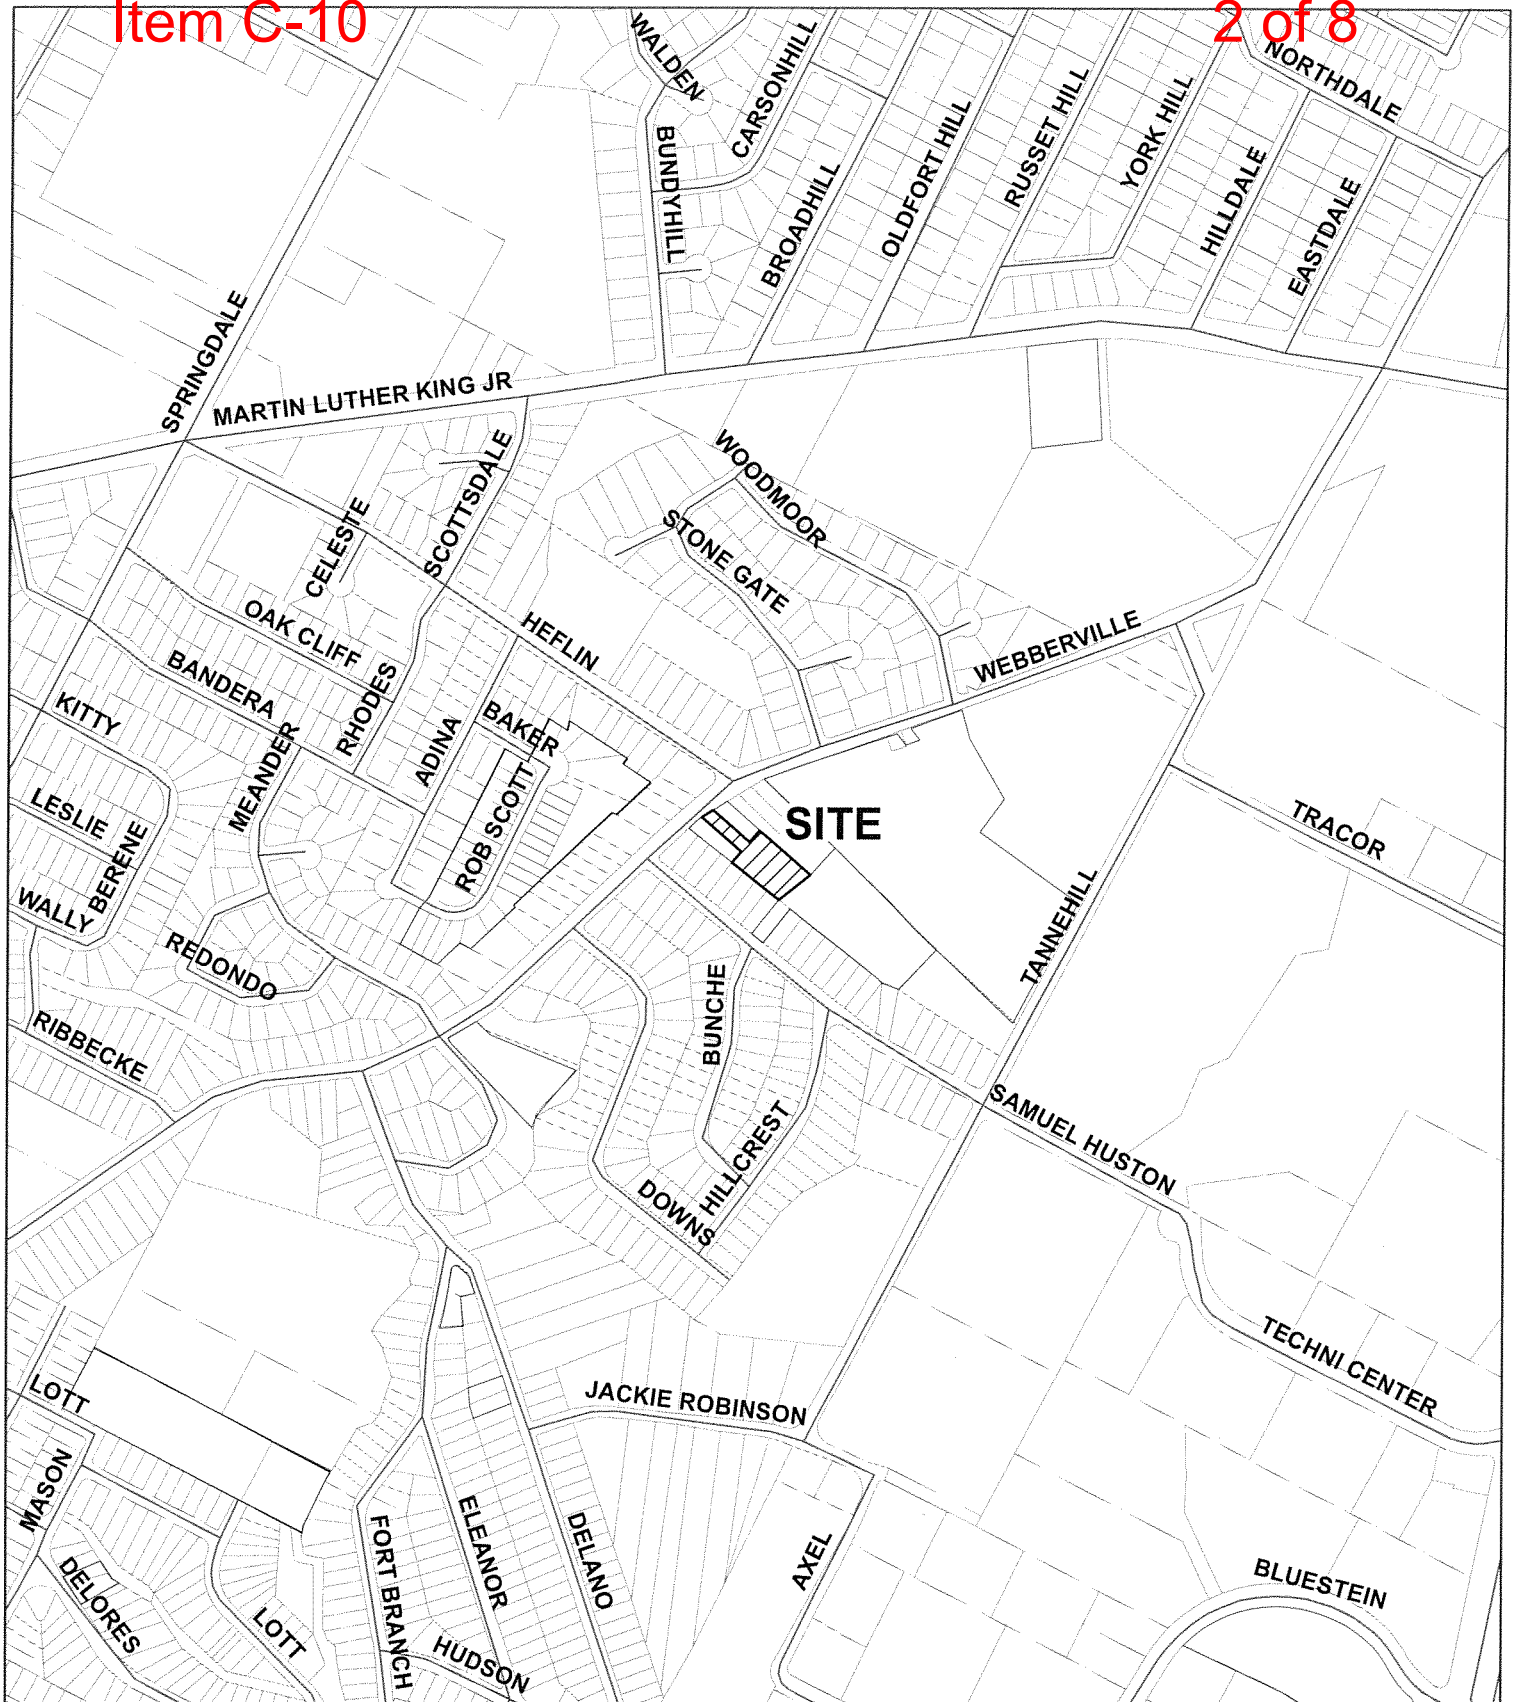 Item C-10
2 of 8
WALDEN
CARSONHILL
NORTHDALE
BUNDYHILL
BROADHILL
OLDFORT HILL
RUSSET HILL
YORK HILL
HILLDALE
EASTDALE
SPRINGDALE
MARTIN LUTHER KING JR
SCOTTSDALE
WOODMOOR
CELESTE
STONE GATE
OAK CLIFF
HEFLIN
WEBBERVILLE
BANDERA
RHODES
KITTY
MEANDER
ADINA
BAKER
LESLIE
BERENE
ROB SCOTT
SITE
TRACOR
WALLY
REDONDO
TANNEHILL
BUNCHE
RIBBECKE
SAMUEL HUSTON
HILLCREST
DOWNS
TECHNI CENTER
LOTT
JACKIE ROBINSON
MASON
ELEANOR
DELANO
FORT BRANCH
AXEL
BLUESTEIN
DELORES
LOTT
HUDSON